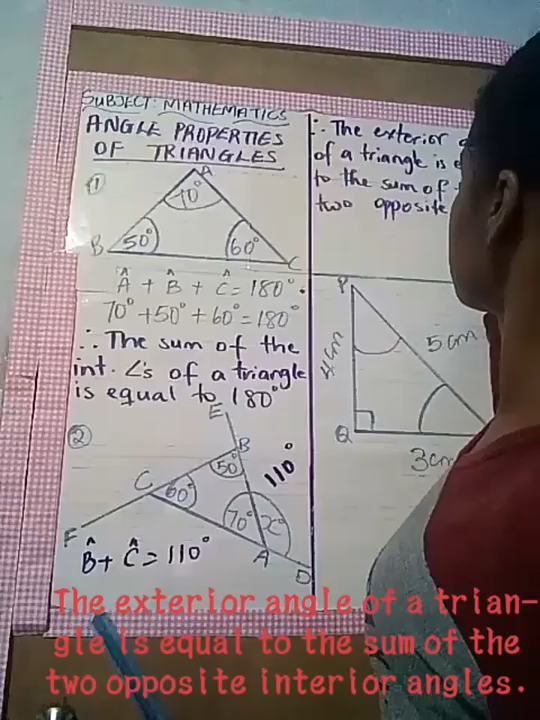 SUBJECT: MATHEMATICS
ANGLE PROPERTIES
OF TRIANGLES
①
A
70°
B
50°
60°
C
Â + B̂ + Ĉ = 180°.
70° + 50° + 60° = 180°
∴ The sum of the
int. ∠'s of a triangle
is equal to 180°
②
E
B
50°
110°
C
60°
70°
x°
F
A
D
B̂ + Ĉ = 110°
∴ The exterior
of a triangle is
to the sum of
two opposite
P
4cm
5cm
Q
3cm
The exterior angle of a trian-
gle is equal to the sum of the
two opposite interior angles.